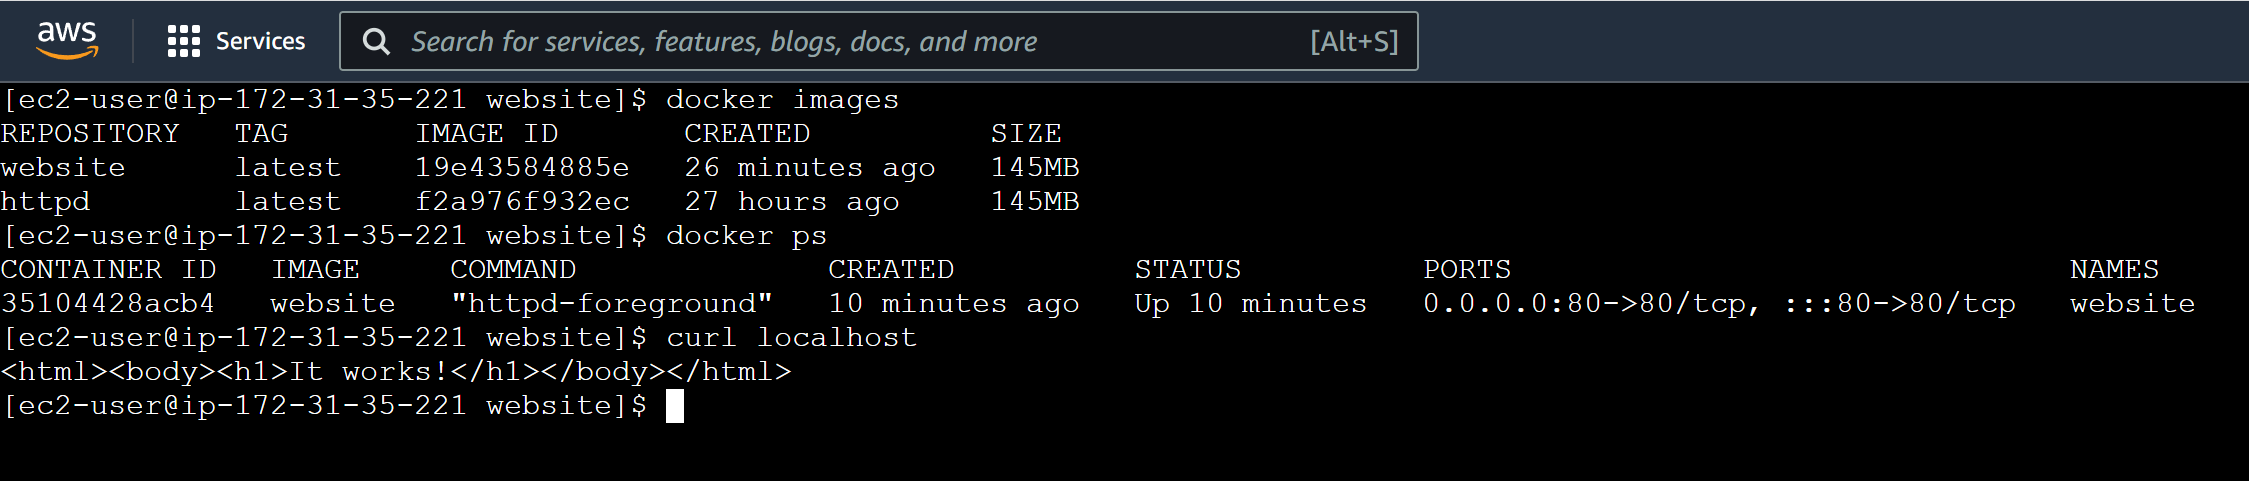 aws Services Search for services, features, blogs, docs, and more [Alt+S]
[ec2-user@ip-172-31-35-221 website]$ docker images
REPOSITORY   TAG       IMAGE ID       CREATED          SIZE
website      latest    19e43584885e   26 minutes ago   145MB
httpd        latest    f2a976f932ec   27 hours ago     145MB
[ec2-user@ip-172-31-35-221 website]$ docker ps
CONTAINER ID   IMAGE     COMMAND              CREATED          STATUS          PORTS                               NAMES
35104428acb4   website   "httpd-foreground"   10 minutes ago   Up 10 minutes   0.0.0.0:80->80/tcp, :::80->80/tcp   website
[ec2-user@ip-172-31-35-221 website]$ curl localhost
<html><body><h1>It works!</h1></body></html>
[ec2-user@ip-172-31-35-221 website]$